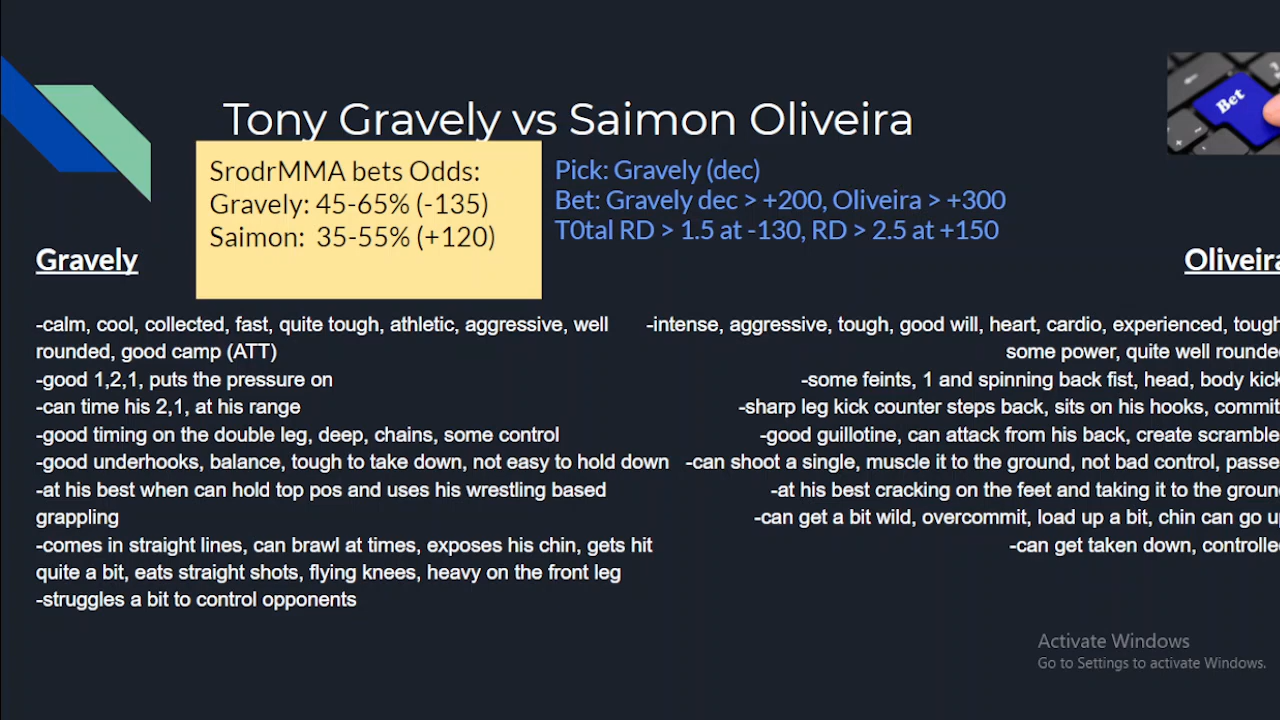 Bet
Tony Gravely vs Saimon Oliveira
SrodrMMA bets Odds:
Gravely: 45-65% (-135)
Saimon: 35-55% (+120)
Pick: Gravely (dec)
Bet: Gravely dec > +200, Oliveira > +300
T0tal RD > 1.5 at -130, RD > 2.5 at +150
Gravely
-calm, cool, collected, fast, quite tough, athletic, aggressive, well
rounded, good camp (ATT)
-good 1,2,1, puts the pressure on
-can time his 2,1, at his range
-good timing on the double leg, deep, chains, some control
-good underhooks, balance, tough to take down, not easy to hold down
-at his best when can hold top pos and uses his wrestling based
grappling
-comes in straight lines, can brawl at times, exposes his chin, gets hit
quite a bit, eats straight shots, flying knees, heavy on the front leg
-struggles a bit to control opponents
Oliveira
-intense, aggressive, tough, good will, heart, cardio, experienced, tough
some power, quite well rounded
-some feints, 1 and spinning back fist, head, body kick
-sharp leg kick counter steps back, sits on his hooks, commit
-good guillotine, can attack from his back, create scramble
-can shoot a single, muscle it to the ground, not bad control, passe
-at his best cracking on the feet and taking it to the ground
-can get a bit wild, overcommit, load up a bit, chin can go up
-can get taken down, controlled
Activate Windows
Go to Settings to activate Windows.